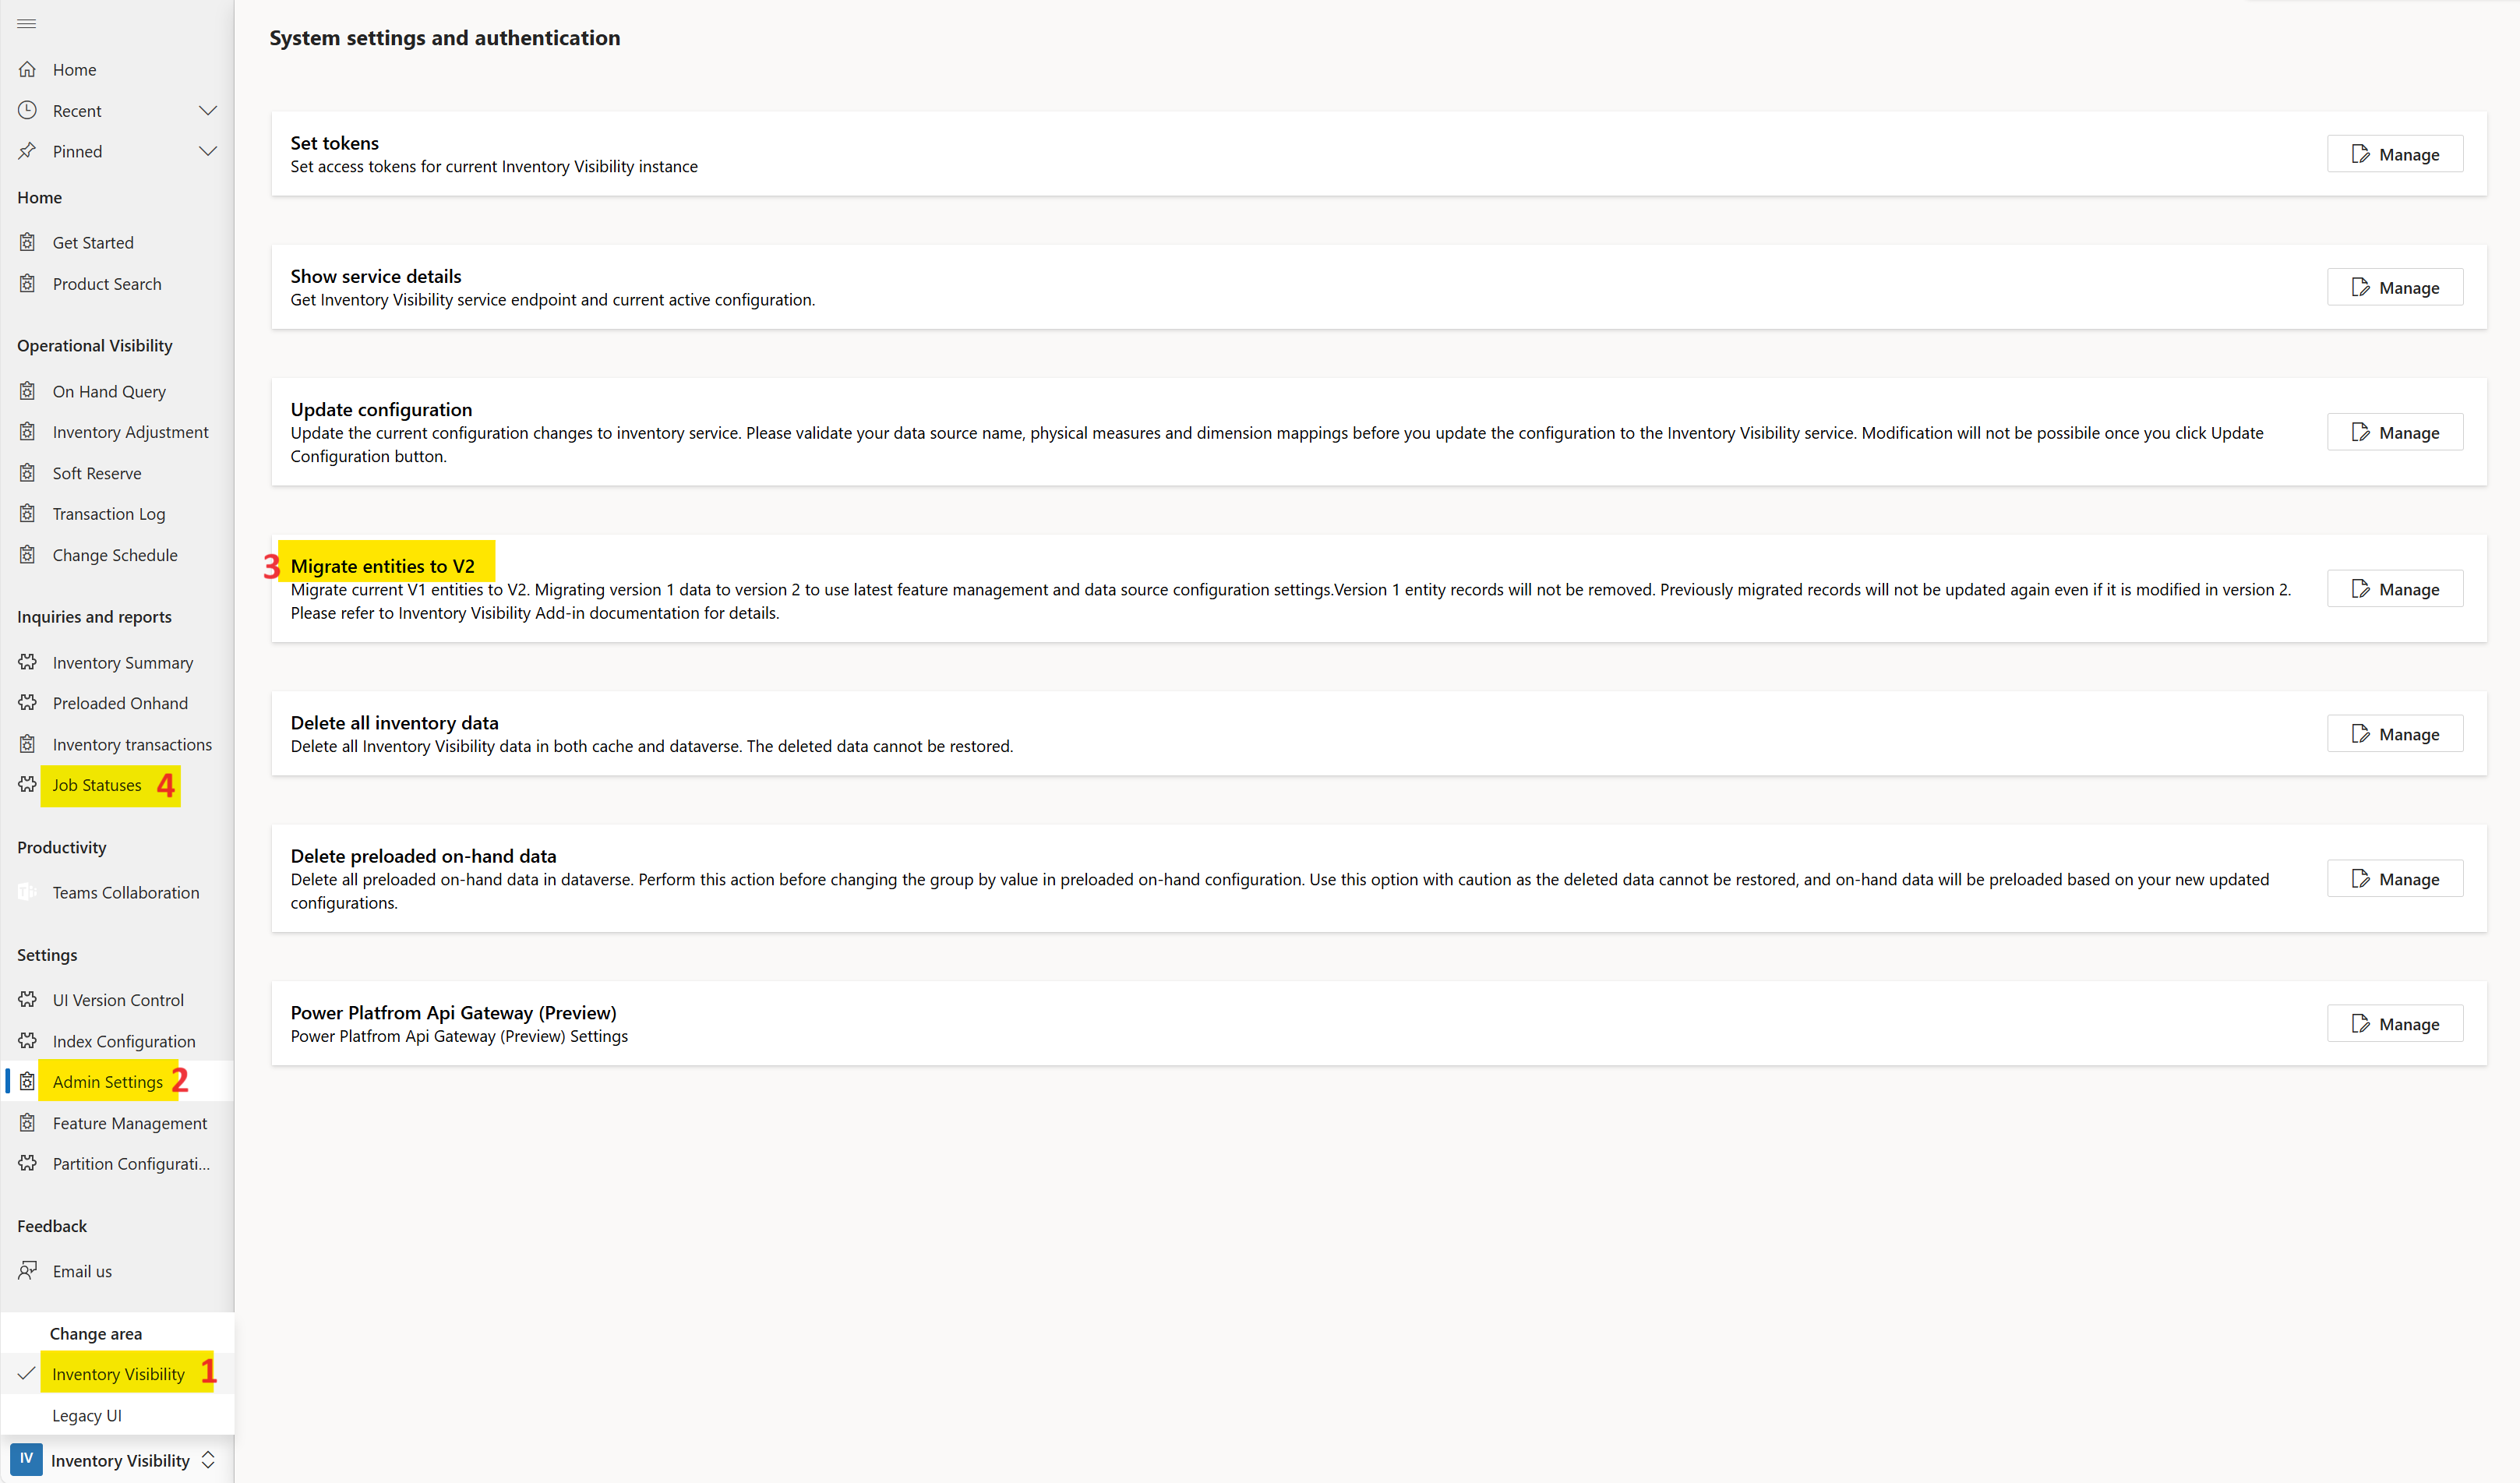 Home
Recent
Pinned
Home
Get Started
Product Search
Operational Visibility
On Hand Query
Inventory Adjustment
Soft Reserve
Transaction Log
Change Schedule
Inquiries and reports
Inventory Summary
Preloaded Onhand
Inventory transactions
Job Statuses 4
Productivity
Teams Collaboration
Settings
UI Version Control
Index Configuration
Admin Settings 2
Feature Management
Partition Configurati...
Feedback
Email us
Change area
Inventory Visibility 1
Legacy UI
IV Inventory Visibility
System settings and authentication
Set tokens
Set access tokens for current Inventory Visibility instance
Manage
Show service details
Get Inventory Visibility service endpoint and current active configuration.
Manage
Update configuration
Update the current configuration changes to inventory service. Please validate your data source name, physical measures and dimension mappings before you update the configuration to the Inventory Visibility service. Modification will not be possibile once you click Update
Configuration button.
Manage
3 Migrate entities to V2
Migrate current V1 entities to V2. Migrating version 1 data to version 2 to use latest feature management and data source configuration settings.Version 1 entity records will not be removed. Previously migrated records will not be updated again even if it is modified in version 2.
Please refer to Inventory Visibility Add-in documentation for details.
Manage
Delete all inventory data
Delete all Inventory Visibility data in both cache and dataverse. The deleted data cannot be restored.
Manage
Delete preloaded on-hand data
Delete all preloaded on-hand data in dataverse. Perform this action before changing the group by value in preloaded on-hand configuration. Use this option with caution as the deleted data cannot be restored, and on-hand data will be preloaded based on your new updated
configurations.
Manage
Power Platfrom Api Gateway (Preview)
Power Platfrom Api Gateway (Preview) Settings
Manage